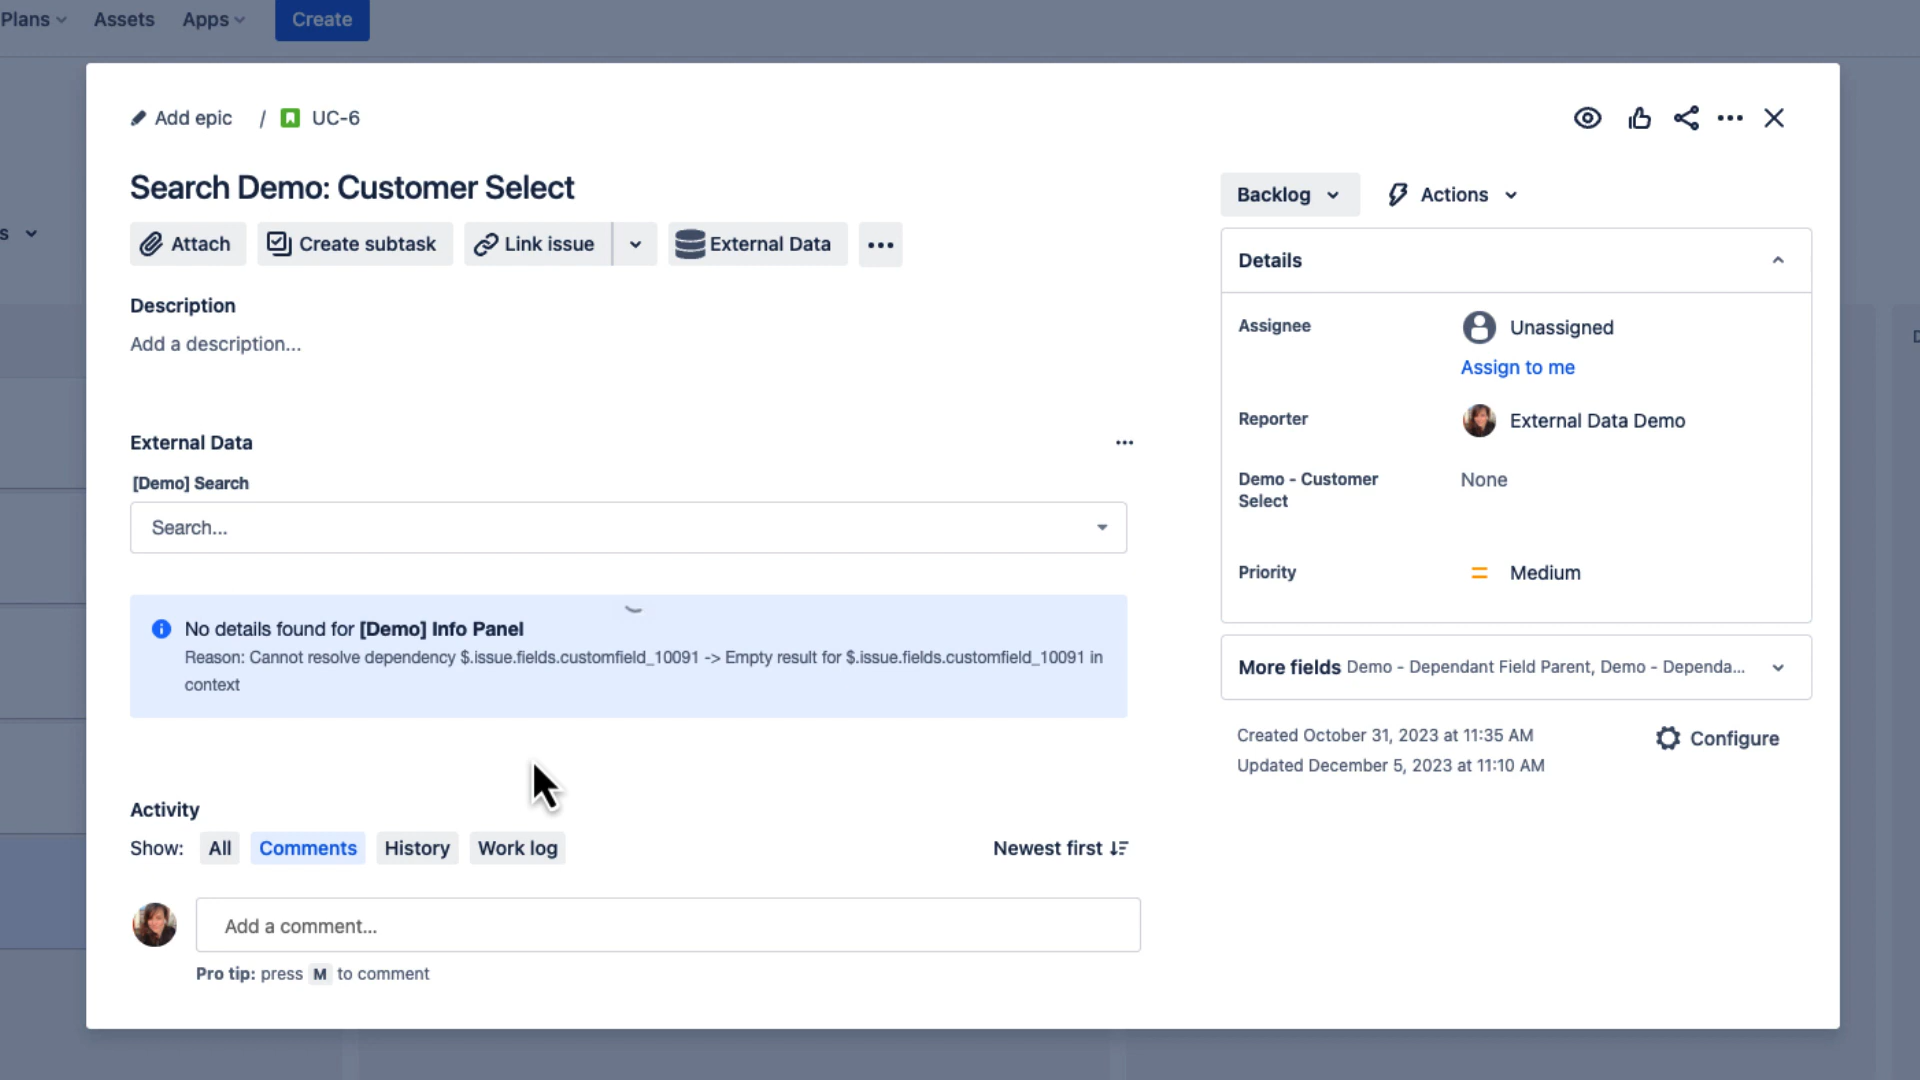 Plans Assets Apps Create
Add epic / UC-6
Search Demo: Customer Select
Attach Create subtask Link issue External Data
Description
Add a description...
External Data
[Demo] Search
Search...
No details found for [Demo] Info Panel
Reason: Cannot resolve dependency $.issue.fields.customfield_10091 -> Empty result for $.issue.fields.customfield_10091 in
context
Activity
Show: All Comments History Work log Newest first
Add a comment...
Pro tip: press M to comment
Backlog Actions
Details
Assignee Unassigned
Assign to me
Reporter External Data Demo
Demo - Customer None
Select
Priority Medium
More fields Demo - Dependant Field Parent, Demo - Dependa...
Created October 31, 2023 at 11:35 AM Configure
Updated December 5, 2023 at 11:10 AM